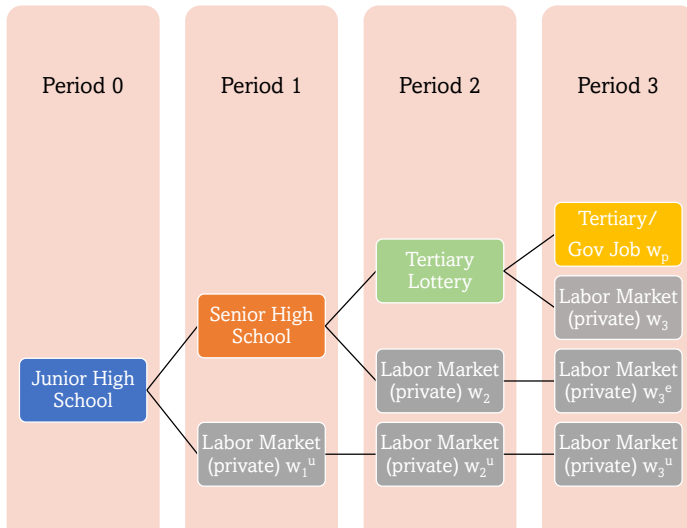 Period 0
Period 1
Period 2
Period 3
Tertiary/
Gov Job wₚ
Tertiary
Lottery
Labor Market
(private) w₃
Senior High
School
Junior High
School
Labor Market
(private) w₂
Labor Market
(private) w₃ᵉ
Labor Market
(private) w₁ᵘ
Labor Market
(private) w₂ᵘ
Labor Market
(private) w₃ᵘ